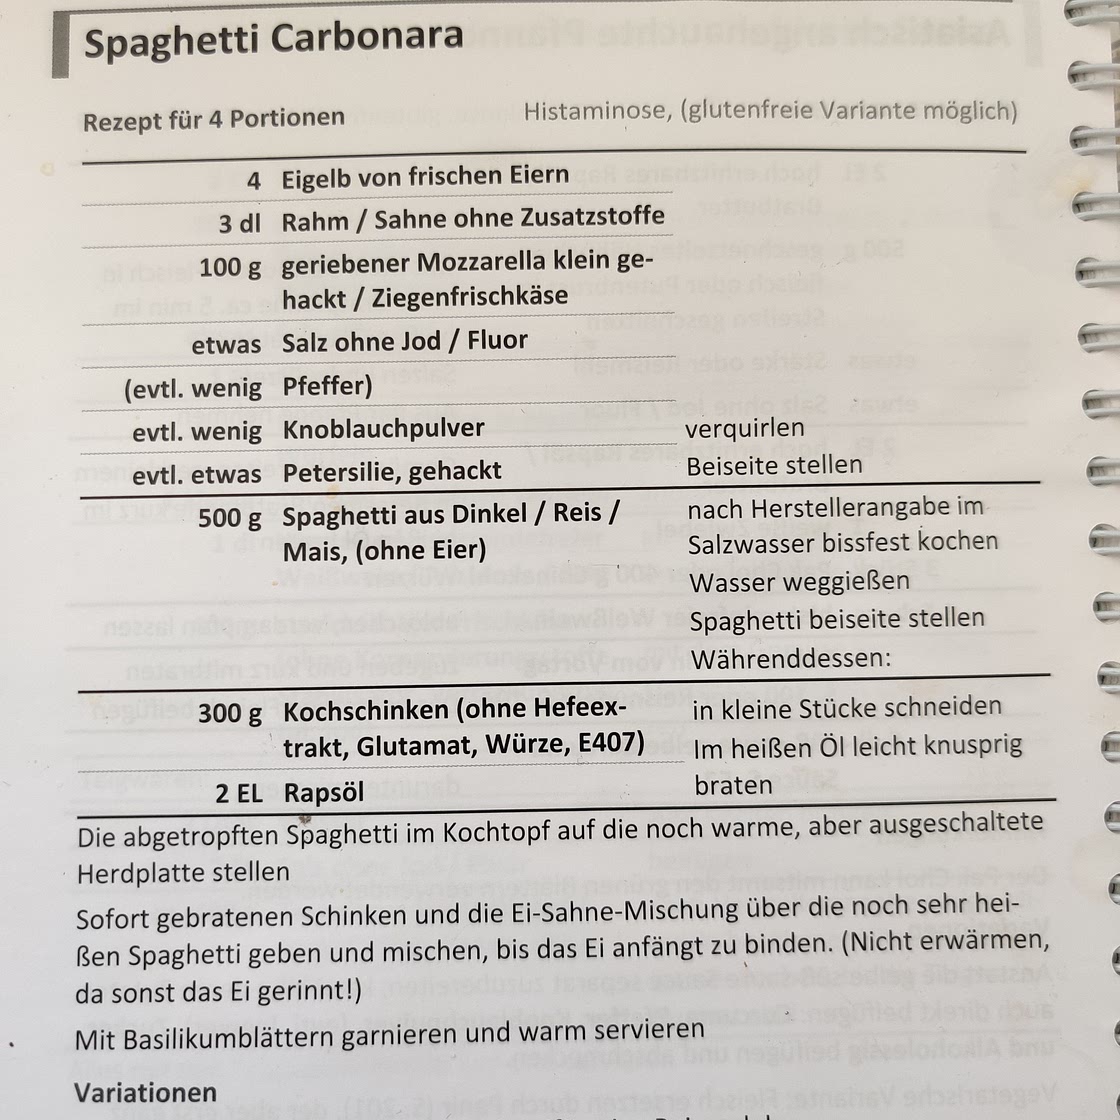 Spaghetti Carbonara
Rezept für 4 Portionen Histaminose, (glutenfreie Variante möglich)
4 Eigelb von frischen Eiern
3 dl Rahm / Sahne ohne Zusatzstoffe
100 g geriebener Mozzarella klein ge-
hackt / Ziegenfrischkäse
etwas Salz ohne Jod / Fluor
(evtl. wenig Pfeffer)
evtl. wenig Knoblauchpulver verquirlen
evtl. etwas Petersilie, gehackt Beiseite stellen
500 g Spaghetti aus Dinkel / Reis / nach Herstellerangabe im
Mais, (ohne Eier) Salzwasser bissfest kochen
Wasser weggießen
Spaghetti beiseite stellen
Währenddessen:
300 g Kochschinken (ohne Hefeex- in kleine Stücke schneiden
trakt, Glutamat, Würze, E407) Im heißen Öl leicht knusprig
2 EL Rapsöl braten
Die abgetropften Spaghetti im Kochtopf auf die noch warme, aber ausgeschaltete
Herdplatte stellen
Sofort gebratenen Schinken und die Ei-Sahne-Mischung über die noch sehr hei-
ßen Spaghetti geben und mischen, bis das Ei anfängt zu binden. (Nicht erwärmen,
da sonst das Ei gerinnt!)
Mit Basilikumblättern garnieren und warm servieren
Variationen